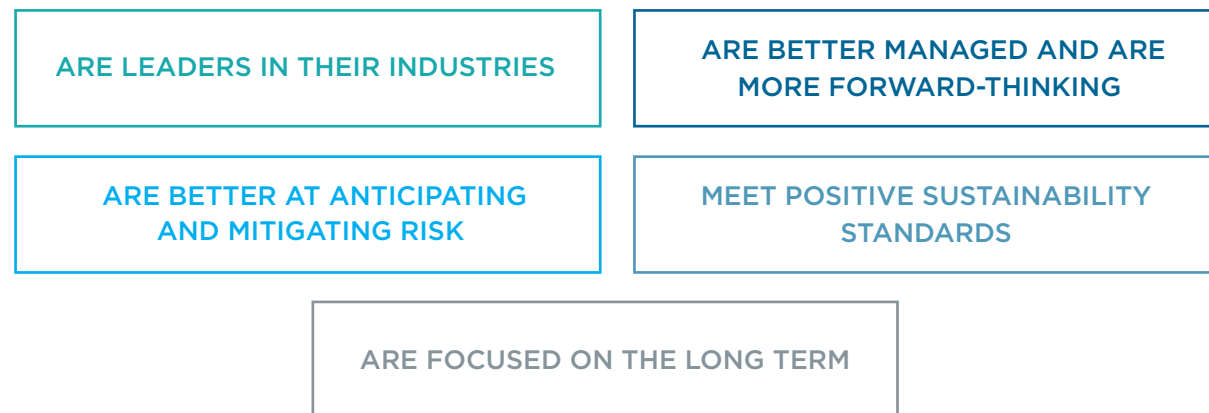 ARE LEADERS IN THEIR INDUSTRIES
ARE BETTER MANAGED AND ARE
MORE FORWARD-THINKING
ARE BETTER AT ANTICIPATING
AND MITIGATING RISK
MEET POSITIVE SUSTAINABILITY
STANDARDS
ARE FOCUSED ON THE LONG TERM